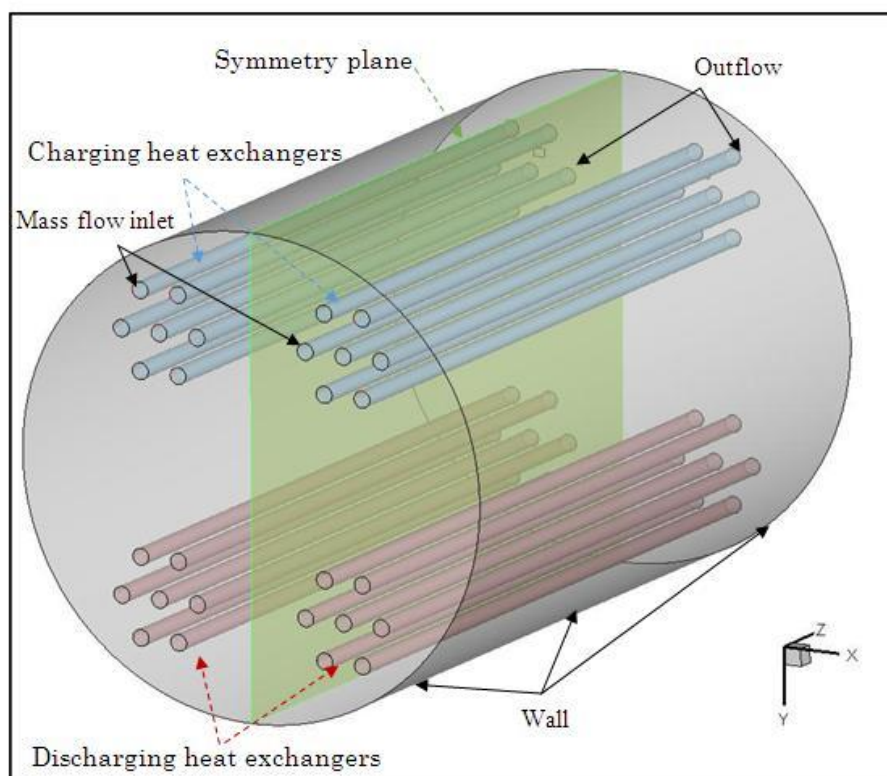 Symmetry plane
Outflow
Charging heat exchangers
Mass flow inlet
Z
X
Y
Wall
Discharging heat exchangers